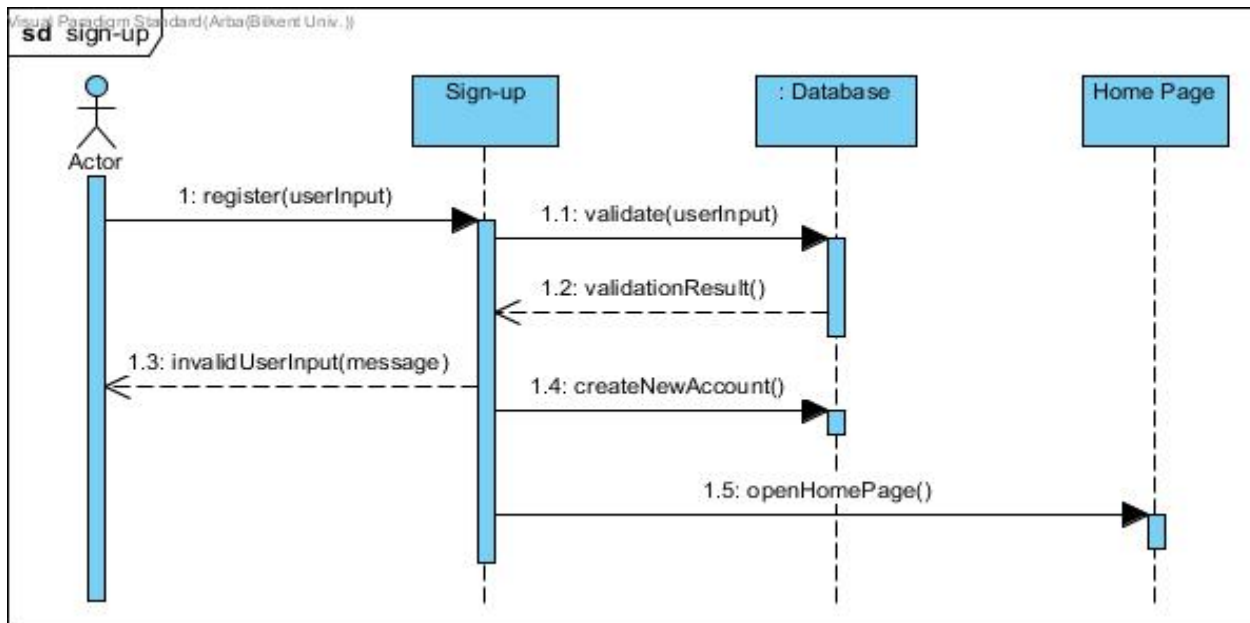 Visual Paradigm Standard(Arba(Bilkent Univ.))
sd sign-up
Sign-up
: Database
Home Page
Actor
1: register(userInput)
1.1: validate(userInput)
1.2: validationResult()
1.3: invalidUserInput(message)
1.4: createNewAccount()
1.5: openHomePage()